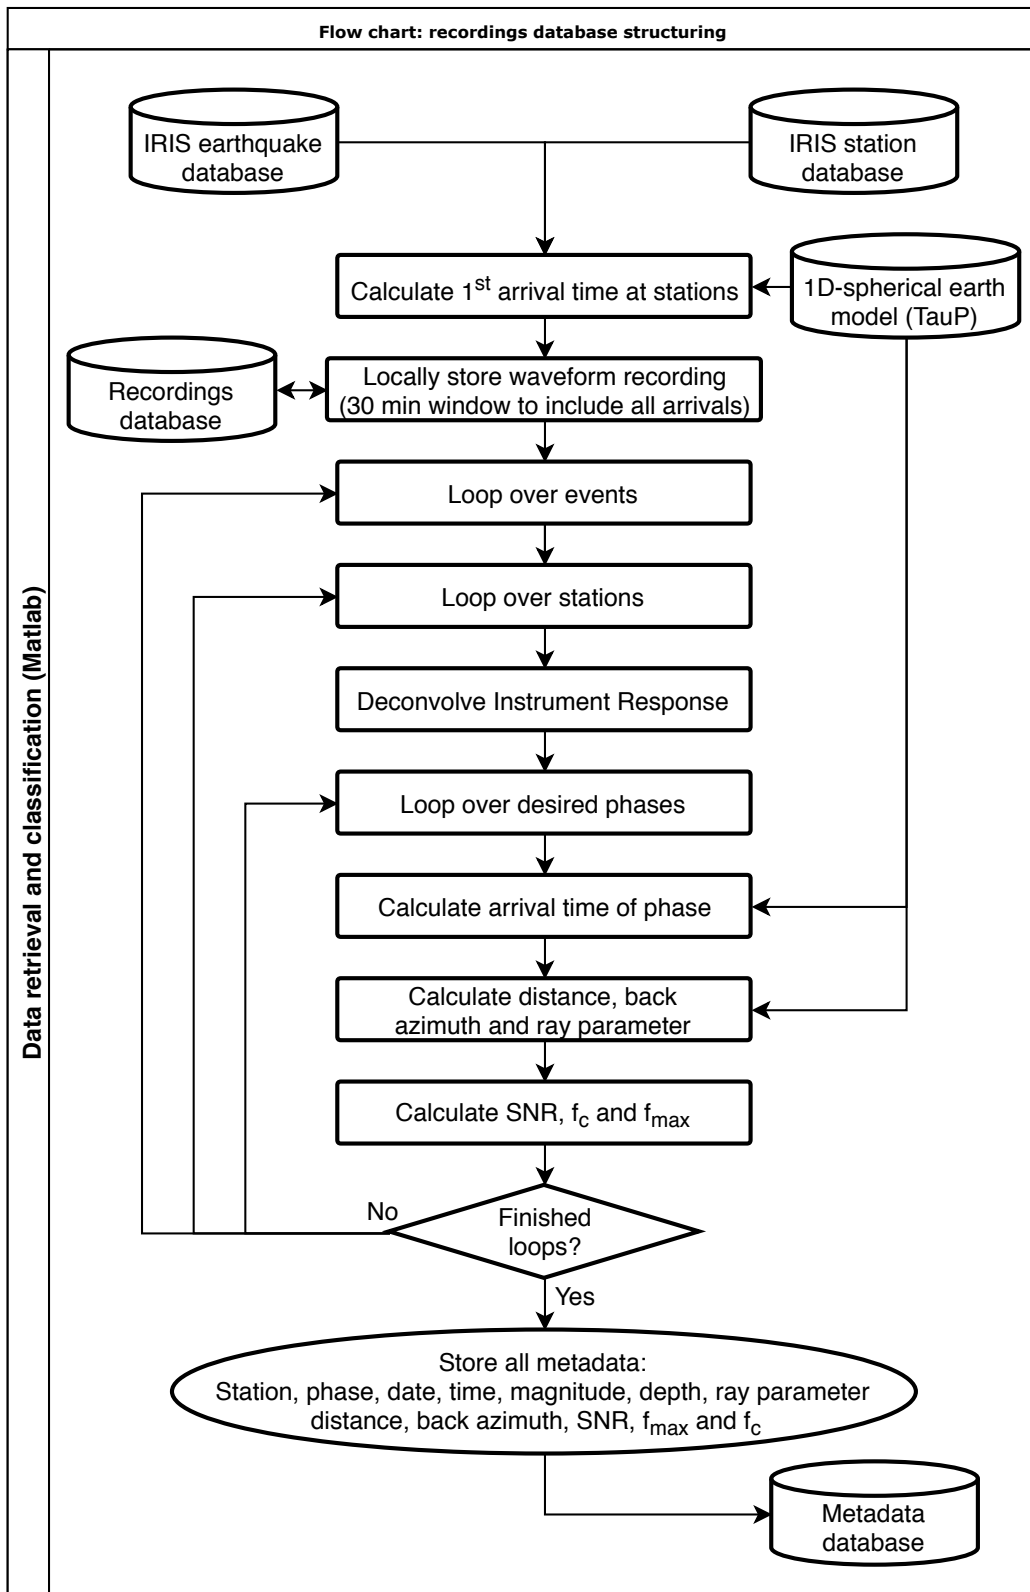 Flow chart: recordings database structuring
Data retrieval and classification (Matlab)
IRIS earthquake
database
IRIS station
database
Calculate 1st arrival time at stations
1D-spherical earth
model (TauP)
Recordings
database
Locally store waveform recording
(30 min window to include all arrivals)
Loop over events
Loop over stations
Deconvolve Instrument Response
Loop over desired phases
Calculate arrival time of phase
Calculate distance, back
azimuth and ray parameter
Calculate SNR, fc and fmax
No
Finished
loops?
Yes
Store all metadata:
Station, phase, date, time, magnitude, depth, ray parameter
distance, back azimuth, SNR, fmax and fc
Metadata
database